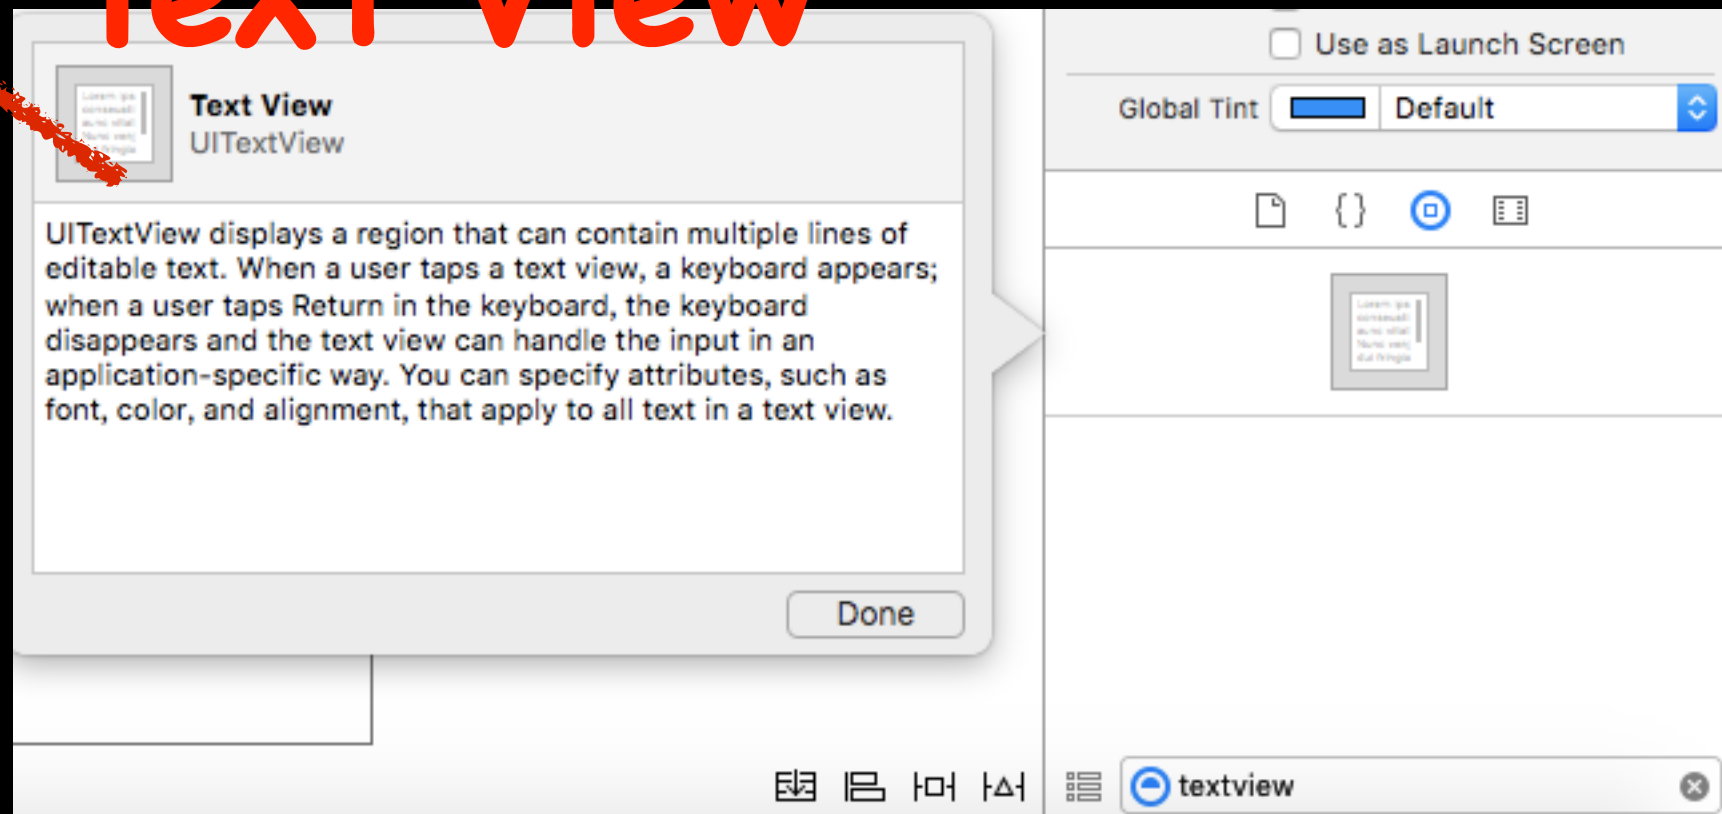 Text View
Text View
UITextView
UITextView displays a region that can contain multiple lines of
editable text. When a user taps a text view, a keyboard appears;
when a user taps Return in the keyboard, the keyboard
disappears and the text view can handle the input in an
application-specific way. You can specify attributes, such as
font, color, and alignment, that apply to all text in a text view.
Done
Use as Launch Screen
Global Tint
Default
{}
textview